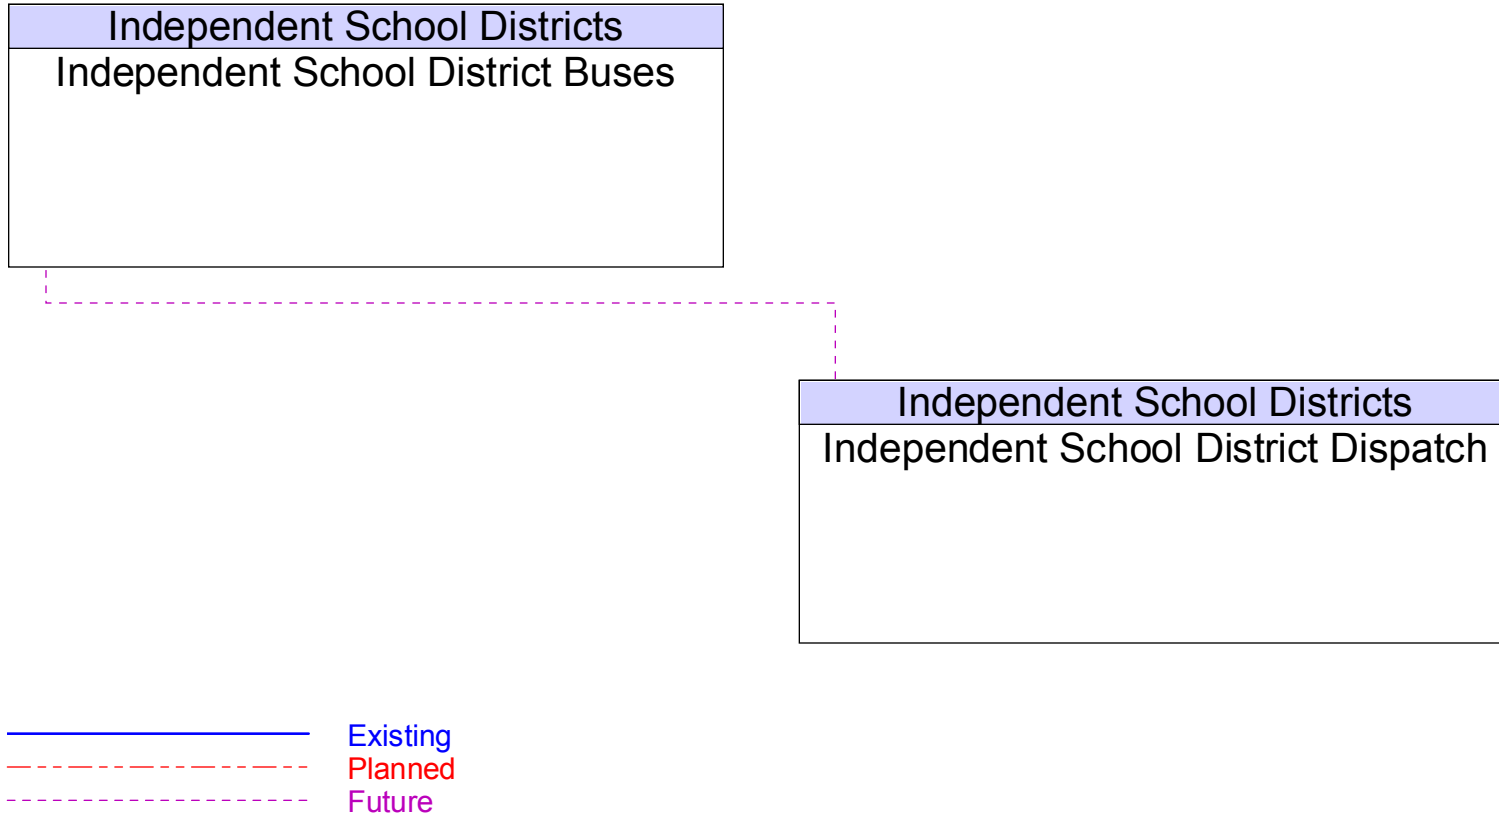 Independent School Districts
Independent School District Buses
Independent School Districts
Independent School District Dispatch
Existing
Planned
Future